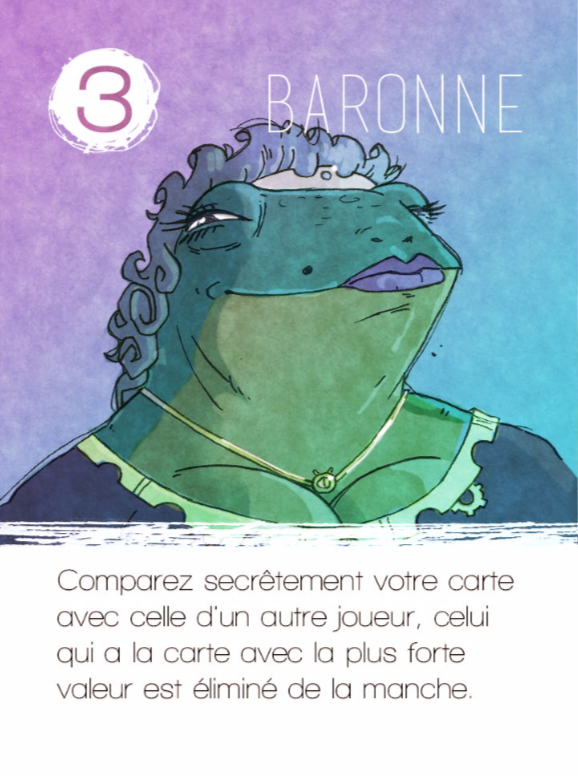 3
BARONNE
Comparez secrêtement votre carte
avec celle d'un autre joueur, celui
qui a la carte avec la plus forte
valeur est éliminé de la manche.